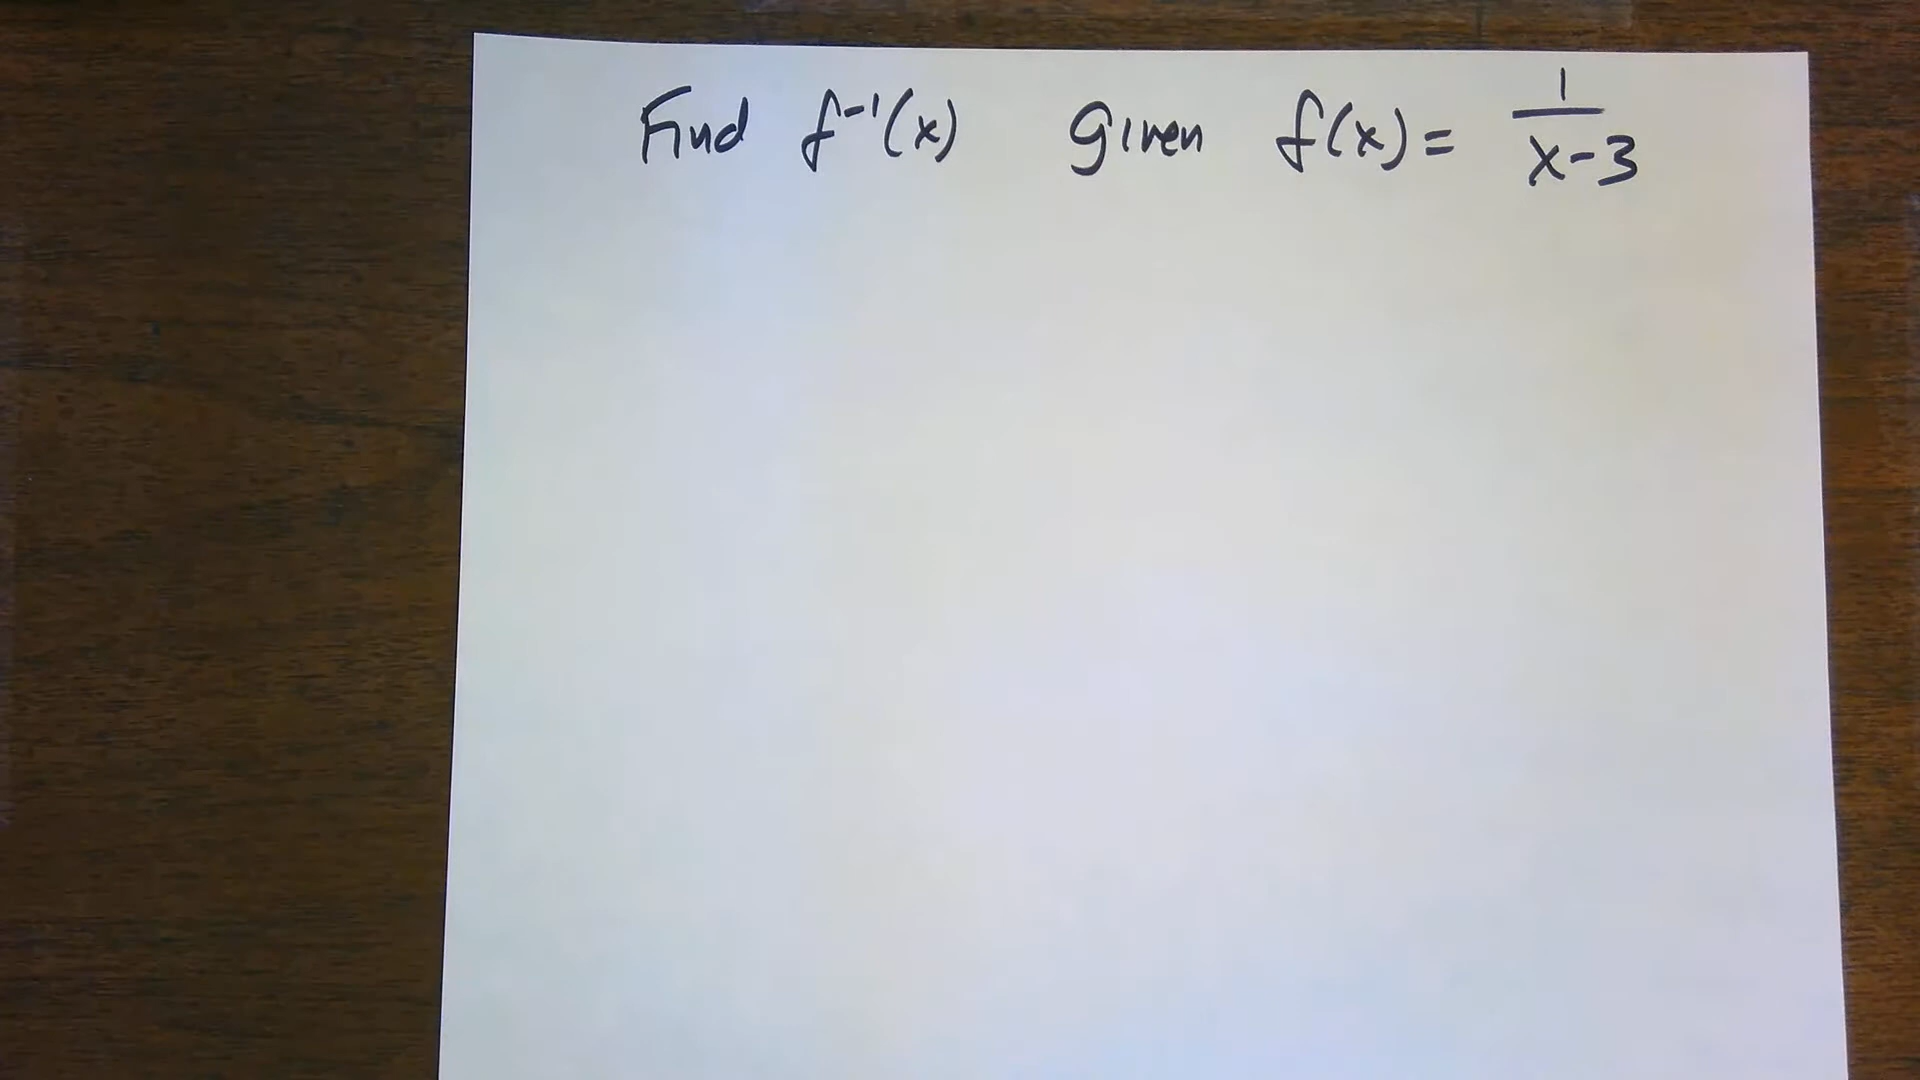 Find f⁻¹(x) Given f(x) = 1/(x-3)